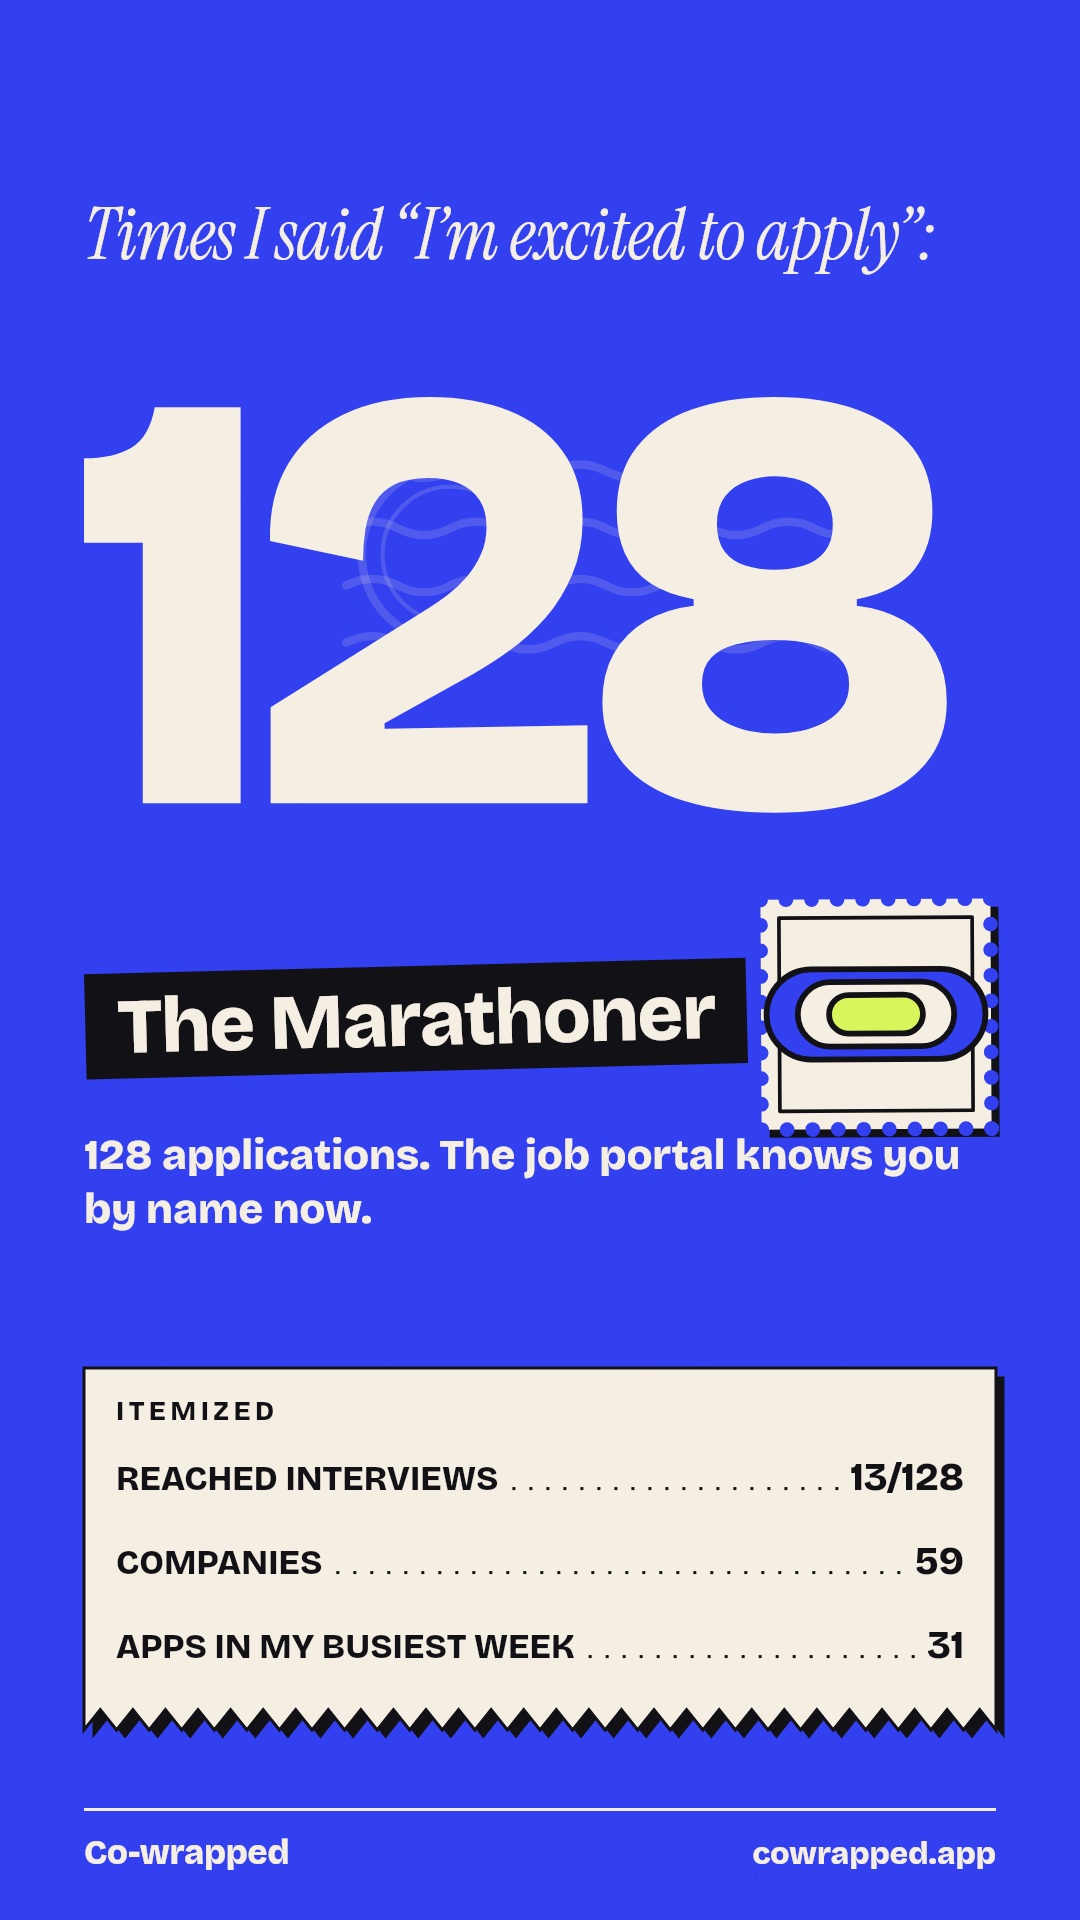 Times I said “I’m excited to apply”:
128
The Marathoner
128 applications. The job portal knows you
by name now.
ITEMIZED
REACHED INTERVIEWS . . . . . . . . . . . . . . . . . . . . 13/128
COMPANIES . . . . . . . . . . . . . . . . . . . . . . . . . . . . . . . . . . 59
APPS IN MY BUSIEST WEEK . . . . . . . . . . . . . . . . . . . . 31
Co-wrapped
cowrapped.app